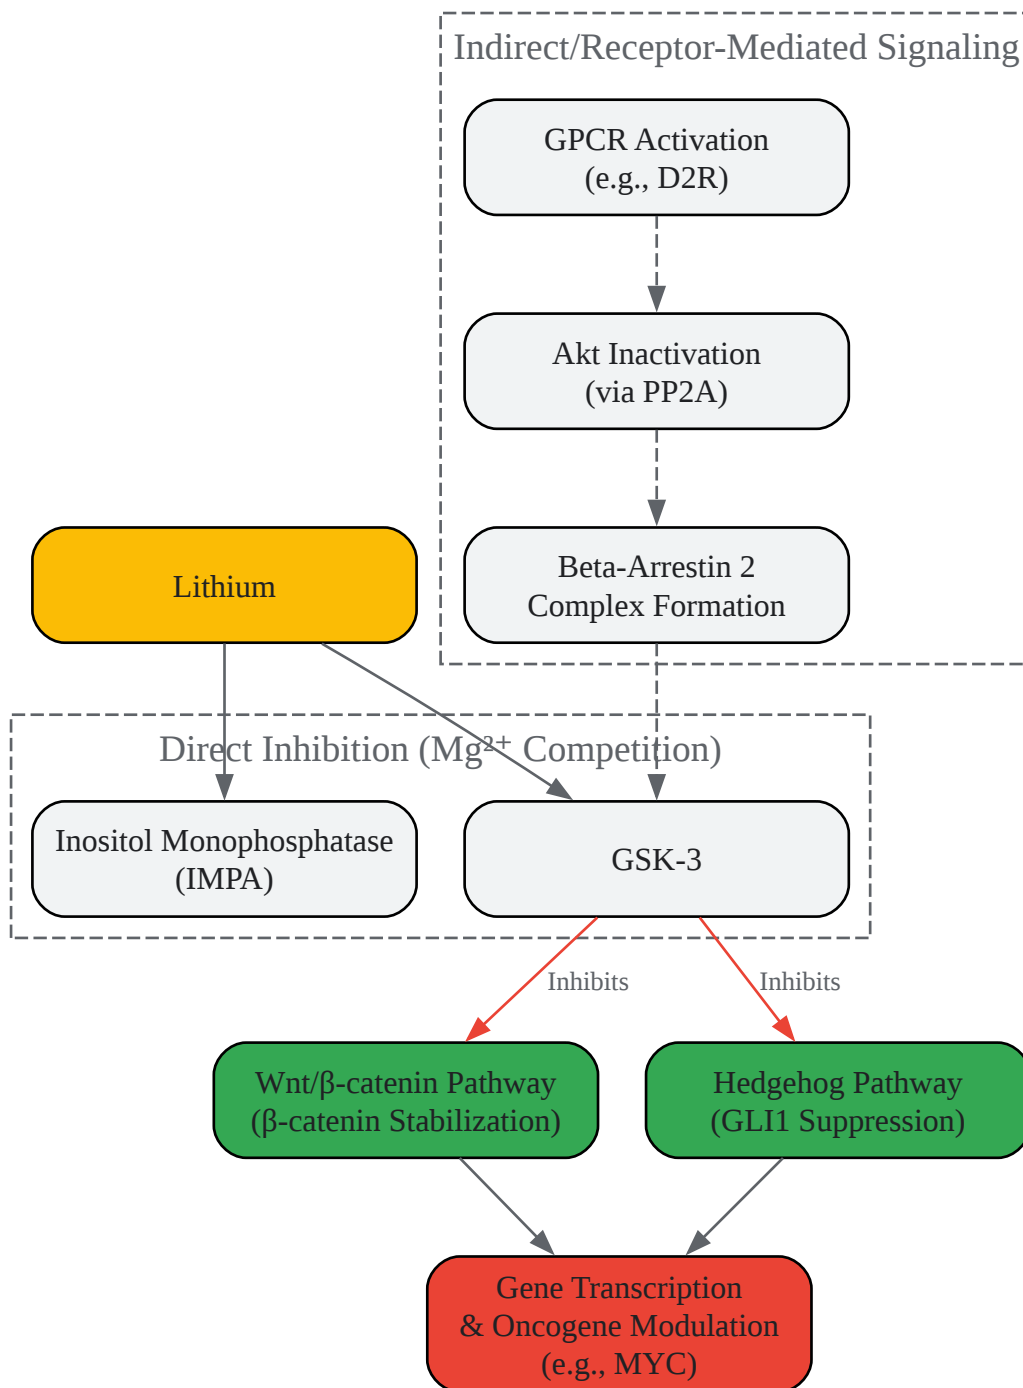 Indirect/Receptor-Mediated Signaling
GPCR Activation
(e.g., D2R)
Akt Inactivation
(via PP2A)
Beta-Arrestin 2
Complex Formation
Lithium
Direct Inhibition (Mg²⁺ Competition)
Inositol Monophosphatase
(IMPA)
GSK-3
Inhibits
Inhibits
Wnt/β-catenin Pathway
(β-catenin Stabilization)
Hedgehog Pathway
(GLI1 Suppression)
Gene Transcription
& Oncogene Modulation
(e.g., MYC)